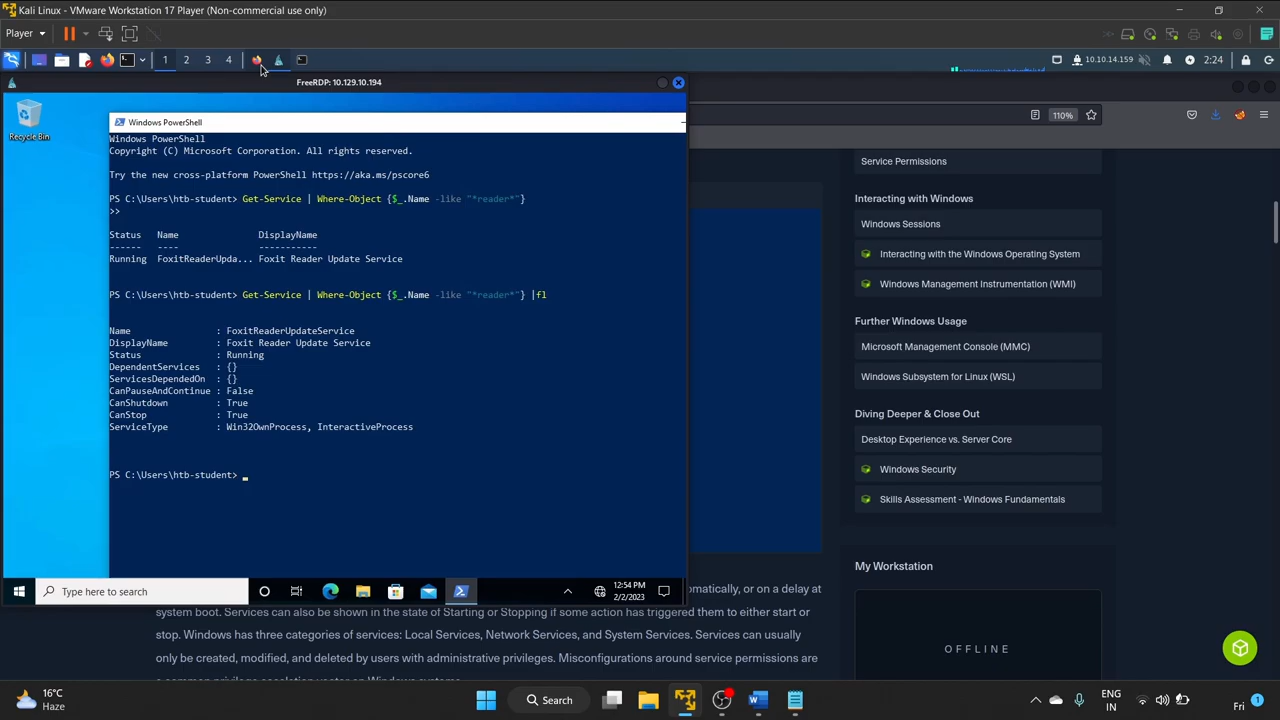 Kali Linux - VMware Workstation 17 Player (Non-commercial use only)
Player
1 2 3 4
10.10.14.159
2:24
FreeRDP: 10.129.10.194
Recycle Bin
Windows PowerShell
Windows PowerShell
Copyright (C) Microsoft Corporation. All rights reserved.
Try the new cross-platform PowerShell https://aka.ms/pscore6
PS C:\Users\htb-student> Get-Service | Where-Object {$_.Name -like "*reader*"}
>>
Status Name DisplayName
------ ---- -----------
Running FoxitReaderUpda... Foxit Reader Update Service
PS C:\Users\htb-student> Get-Service | Where-Object {$_.Name -like "*reader*"} |fl
Name : FoxitReaderUpdateService
DisplayName : Foxit Reader Update Service
Status : Running
DependentServices : {}
ServicesDependedOn : {}
CanPauseAndContinue : False
CanShutdown : True
CanStop : True
ServiceType : Win32OwnProcess, InteractiveProcess
PS C:\Users\htb-student>
Type here to search
12:54 PM
2/2/2023
110%
Service Permissions
Interacting with Windows
Windows Sessions
Interacting with the Windows Operating System
Windows Management Instrumentation (WMI)
Further Windows Usage
Microsoft Management Console (MMC)
Windows Subsystem for Linux (WSL)
Diving Deeper & Close Out
Desktop Experience vs. Server Core
Windows Security
Skills Assessment - Windows Fundamentals
My Workstation
OFFLINE
omatically, or on a delay at
system boot. Services can also be shown in the state of Starting or Stopping if some action has triggered them to either start or
stop. Windows has three categories of services: Local Services, Network Services, and System Services. Services can usually
only be created, modified, and deleted by users with administrative privileges. Misconfigurations around service permissions are
a common privilege escalation vector on Windows systems.
16°C
Haze
Search
ENG
IN
Fri
1